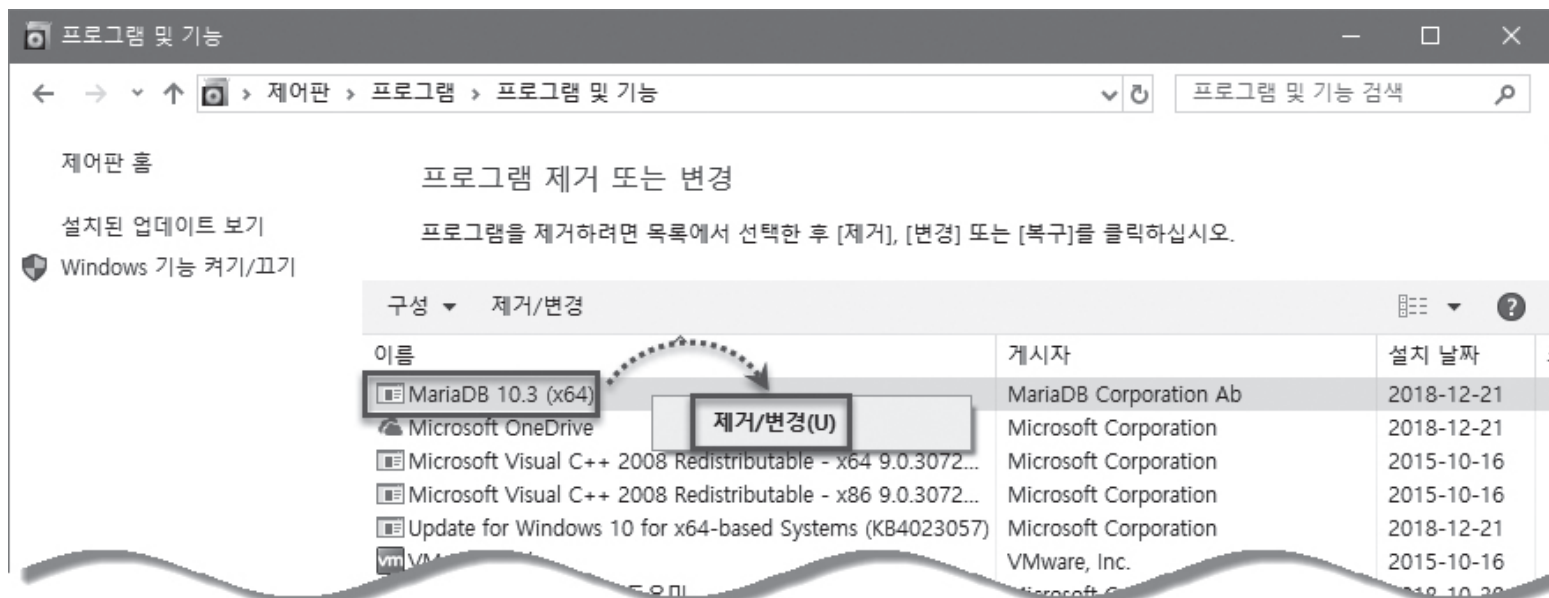 프로그램 및 기능
제어판 > 프로그램 > 프로그램 및 기능 프로그램 및 기능 검색
제어판 홈
설치된 업데이트 보기
Windows 기능 켜기/끄기
프로그램 제거 또는 변경
프로그램을 제거하려면 목록에서 선택한 후 [제거], [변경] 또는 [복구]를 클릭하십시오.
구성 제거/변경
이름 게시자 설치 날짜
MariaDB 10.3 (x64) MariaDB Corporation Ab 2018-12-21
제거/변경(U)
Microsoft OneDrive Microsoft Corporation 2018-12-21
Microsoft Visual C++ 2008 Redistributable - x64 9.0.3072... Microsoft Corporation 2015-10-16
Microsoft Visual C++ 2008 Redistributable - x86 9.0.3072... Microsoft Corporation 2015-10-16
Update for Windows 10 for x64-based Systems (KB4023057) Microsoft Corporation 2018-12-21
vm VMware, Inc. 2015-10-16